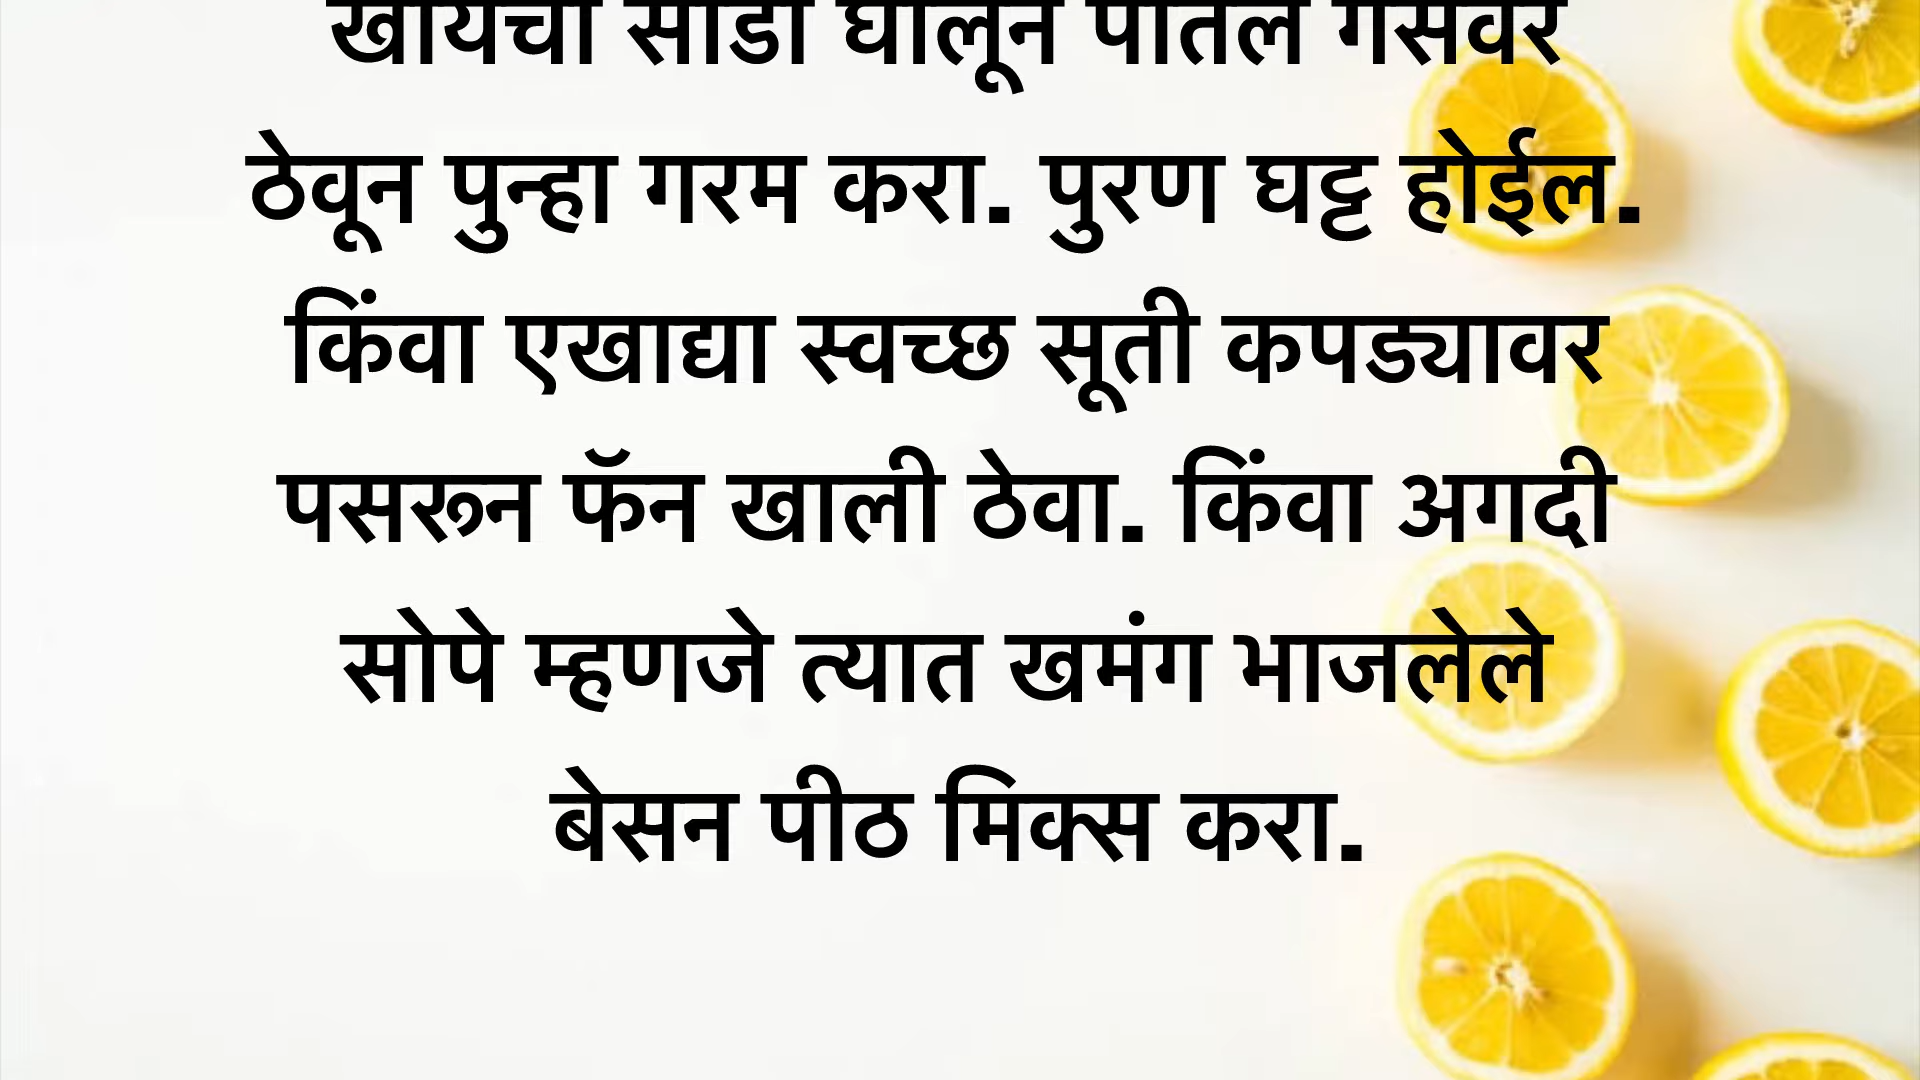 खायचा सोडा घालून पातेलं गॅसवर
ठेवून पुन्हा गरम करा. पुरण घट्ट होईल.
किंवा एखाद्या स्वच्छ सूती कपड्यावर
पसरून फॅन खाली ठेवा. किंवा अगदी
सोपे म्हणजे त्यात खमंग भाजलेले
बेसन पीठ मिक्स करा.